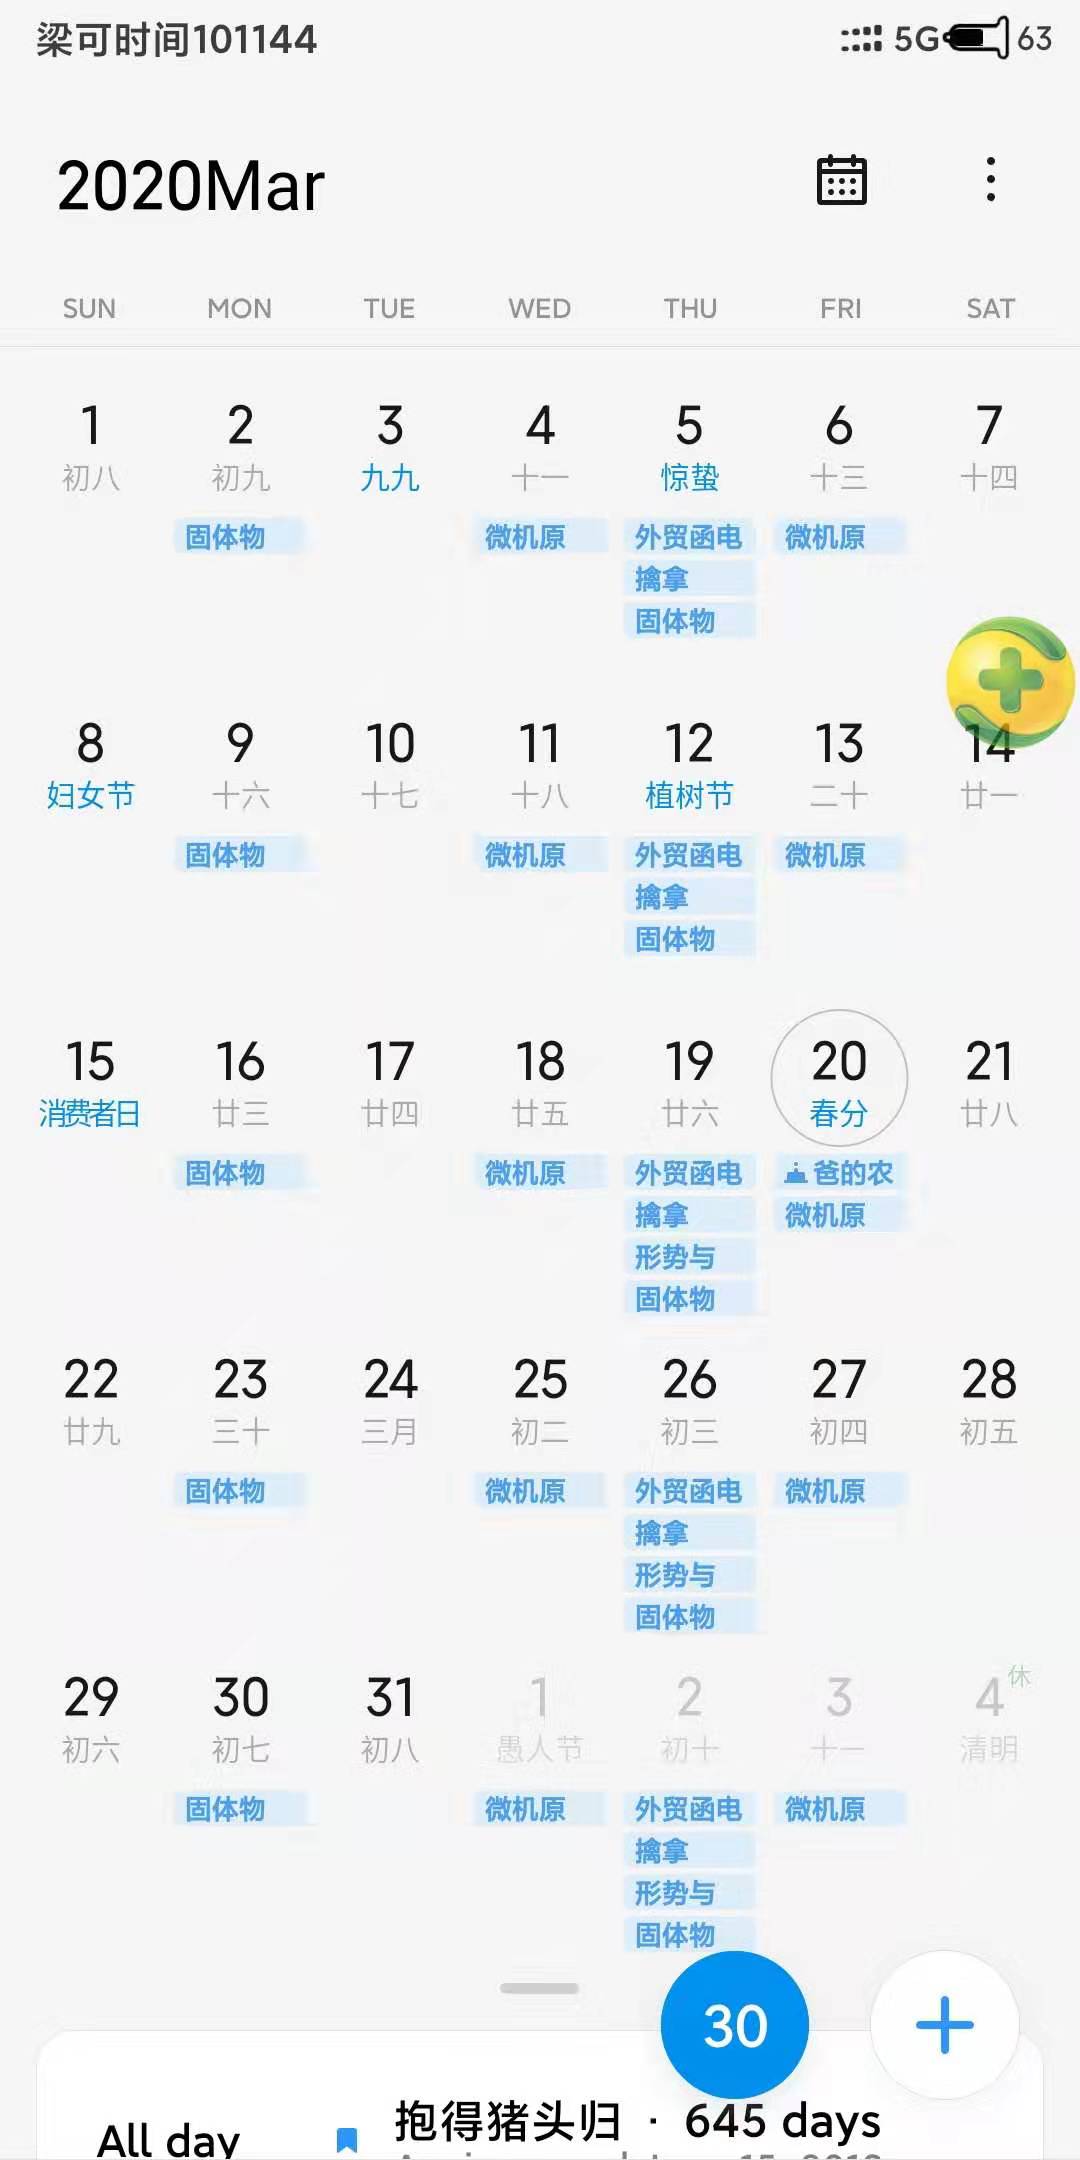 梁可时间101144 5G 63
2020Mar
SUN MON TUE WED THU FRI SAT
1 2 3 4 5 6 7
初八 初九 九九 十一 惊蛰 十三 十四
固体物 微机原 外贸函电 微机原
擒拿
固体物
8 9 10 11 12 13 14
妇女节 十六 十七 十八 植树节 二十 廿一
固体物 微机原 外贸函电 微机原
擒拿
固体物
15 16 17 18 19 20 21
消费者日 廿三 廿四 廿五 廿六 春分 廿八
固体物 微机原 外贸函电 爸的农
擒拿 微机原
形势与
固体物
22 23 24 25 26 27 28
廿九 三十 三月 初二 初三 初四 初五
固体物 微机原 外贸函电 微机原
擒拿
形势与
固体物
29 30 31 1 2 3 4 休
初六 初七 初八 愚人节 初十 十一 清明
固体物 微机原 外贸函电 微机原
擒拿
形势与
固体物
30
All day 抱得猪头归 · 645 days